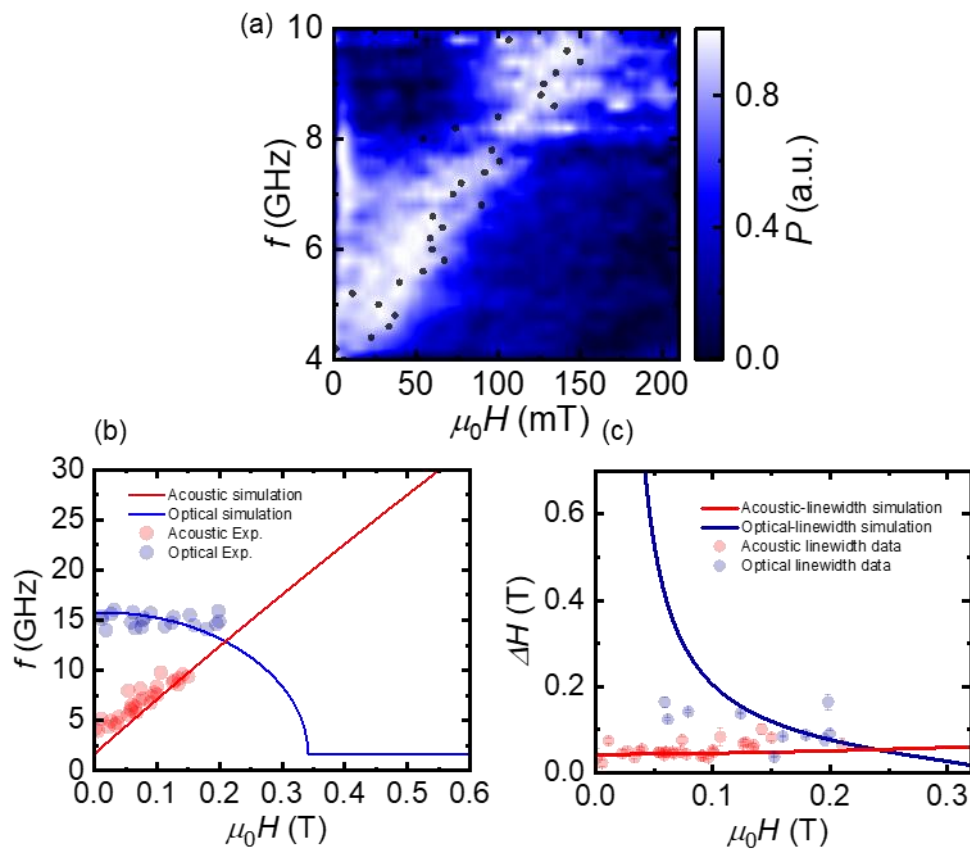 (a)
10
8
6
4
f (GHz)
0
50
100
150
200
μ₀H (mT)
0.8
0.4
0.0
P (a.u.)
(b)
30
25
20
15
10
5
0
f (GHz)
Acoustic simulation
Optical simulation
Acoustic Exp.
Optical Exp.
0.0
0.1
0.2
0.3
0.4
0.5
0.6
μ₀H (T)
(c)
0.6
0.4
0.2
0.0
ΔH (T)
Acoustic-linewidth simulation
Optical-linewidth simulation
Acoustic linewidth data
Optical linewidth data
0.0
0.1
0.2
0.3
μ₀H (T)